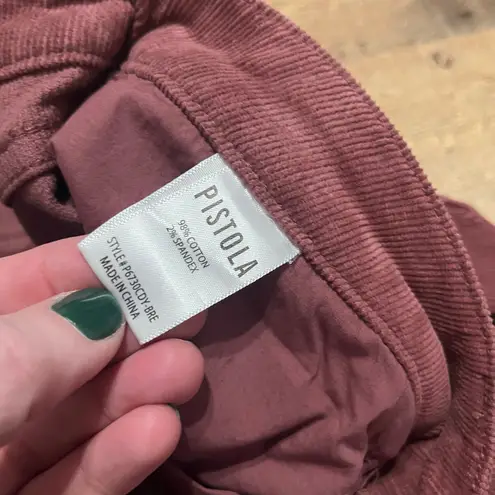 PISTOLA
98% COTTON
2% SPANDEX
STYLE# P6730CDY-BRE
MADE IN CHINA